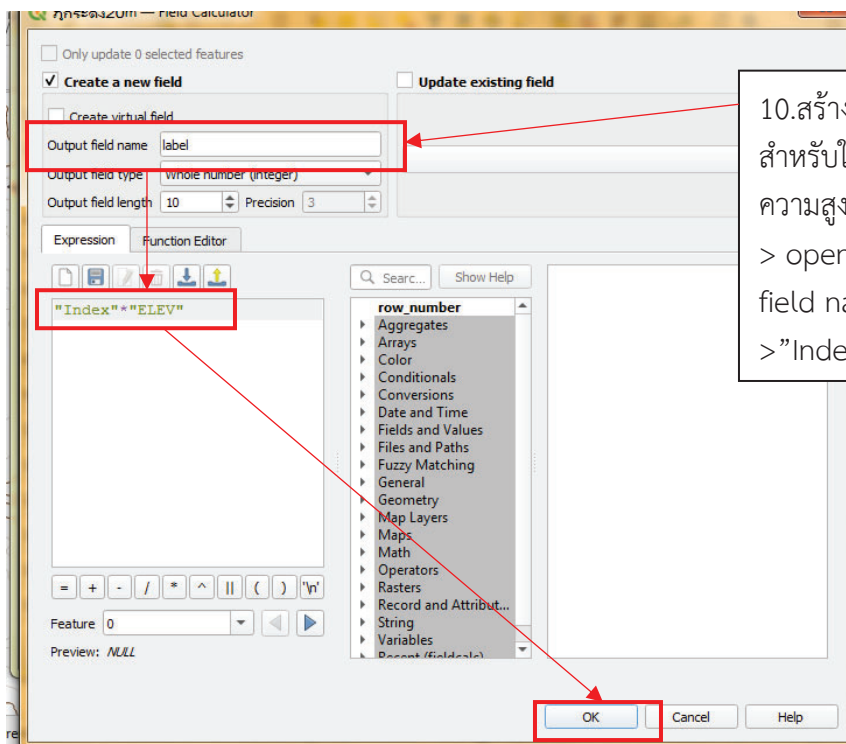 ภูกระดึง20m — Field Calculator
Only update 0 selected features
Create a new field
Update existing field
Create virtual field
Output field name label
Output field type Whole number (integer)
Output field length 10 Precision 3
Expression Function Editor
Searc... Show Help
"Index"*"ELEV"
row_number
Aggregates
Arrays
Color
Conditionals
Conversions
Date and Time
Fields and Values
Files and Paths
Fuzzy Matching
General
Geometry
Map Layers
Maps
Math
Operators
Rasters
Record and Attribut...
String
Variables
Recent (fieldcalc)
= + - / * ^ || ( ) '\n'
Feature 0
Preview: NULL
OK Cancel Help
10.สร้าง
สำหรับใ
ความสูง
> oper
field na
>”Inde